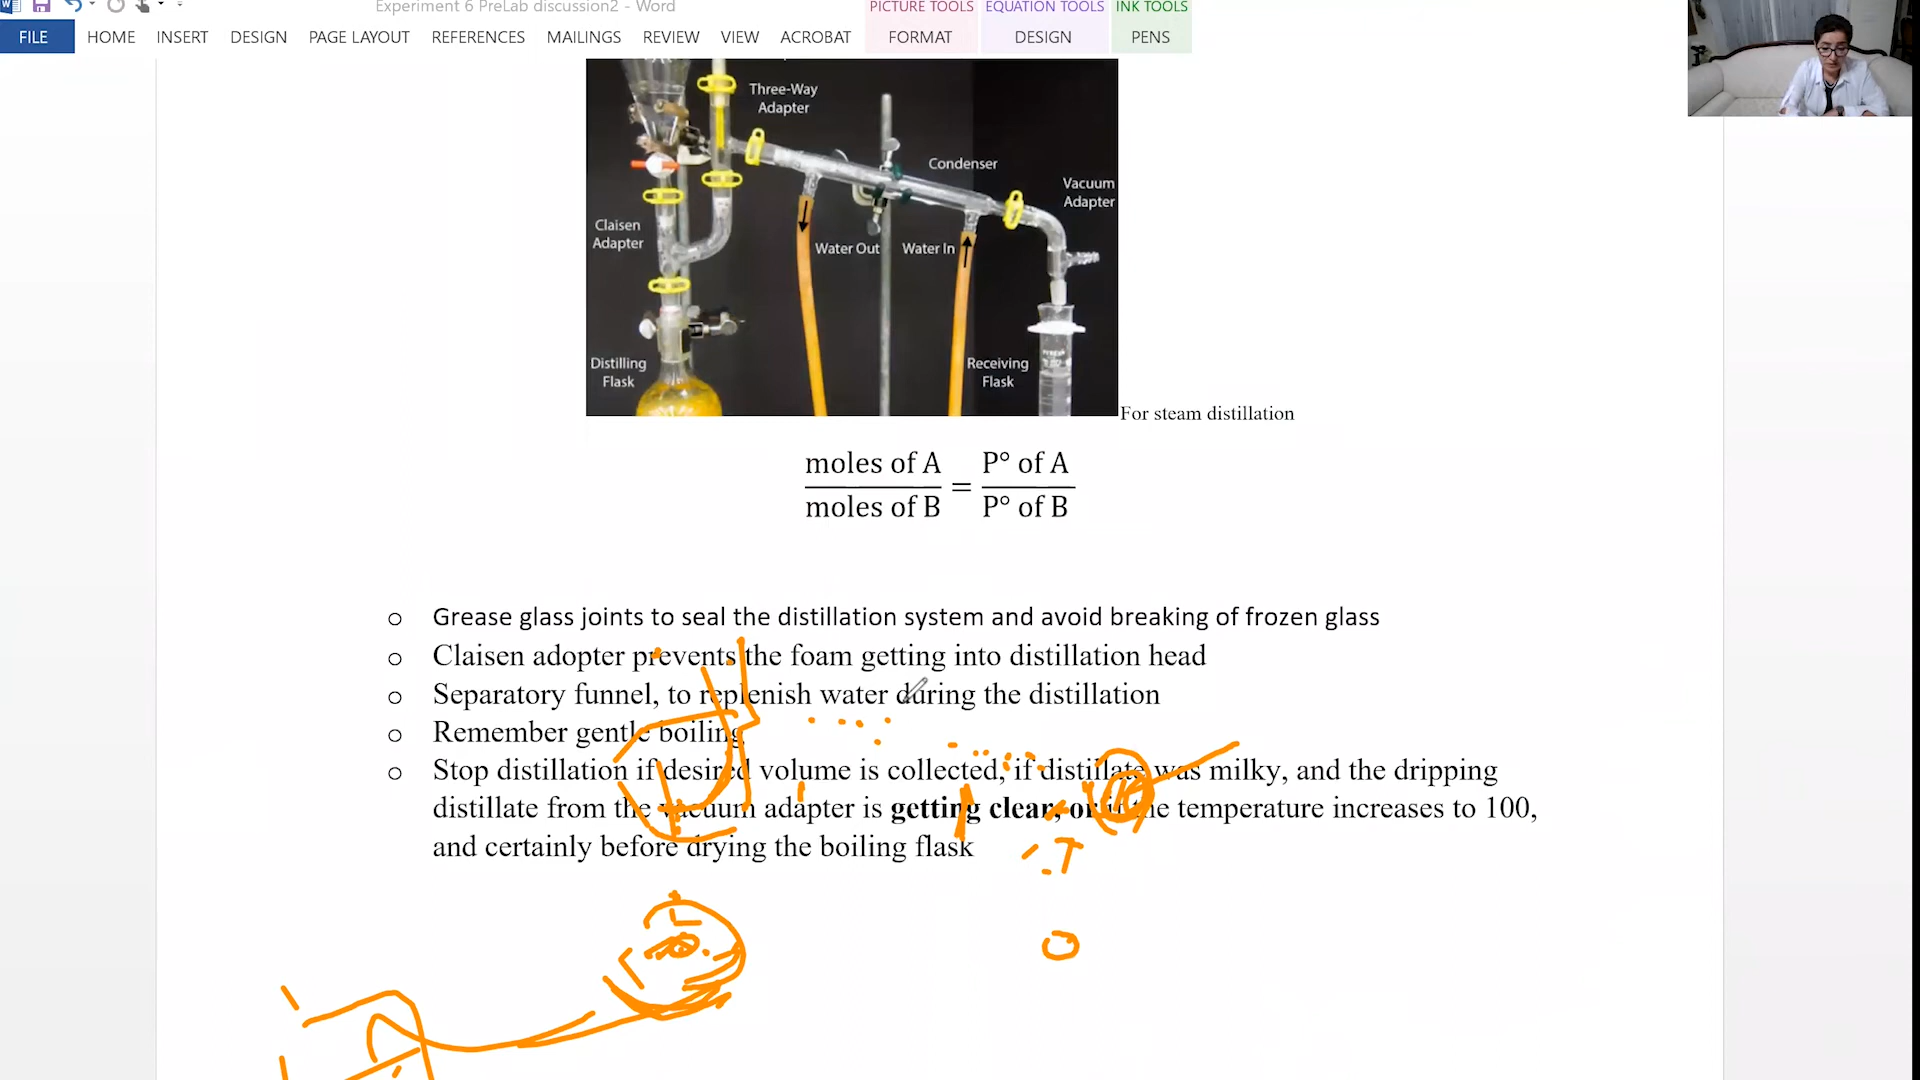 Experiment 6 PreLab discussion2 - Word
PICTURE TOOLS EQUATION TOOLS INK TOOLS
FILE HOME INSERT DESIGN PAGE LAYOUT REFERENCES MAILINGS REVIEW VIEW ACROBAT FORMAT DESIGN PENS
Three-Way
Adapter
Condenser
Vacuum
Adapter
Claisen
Adapter
Water Out
Water In
Distilling
Flask
Receiving
Flask
For steam distillation
moles of A
moles of B
=
P° of A
P° of B
o Grease glass joints to seal the distillation system and avoid breaking of frozen glass
o Claisen adopter prevents the foam getting into distillation head
o Separatory funnel, to replenish water during the distillation
o Remember gentle boiling
o Stop distillation if desired volume is collected, if distillate was milky, and the dripping
distillate from the vacuum adapter is getting clear, or if the temperature increases to 100,
and certainly before drying the boiling flask